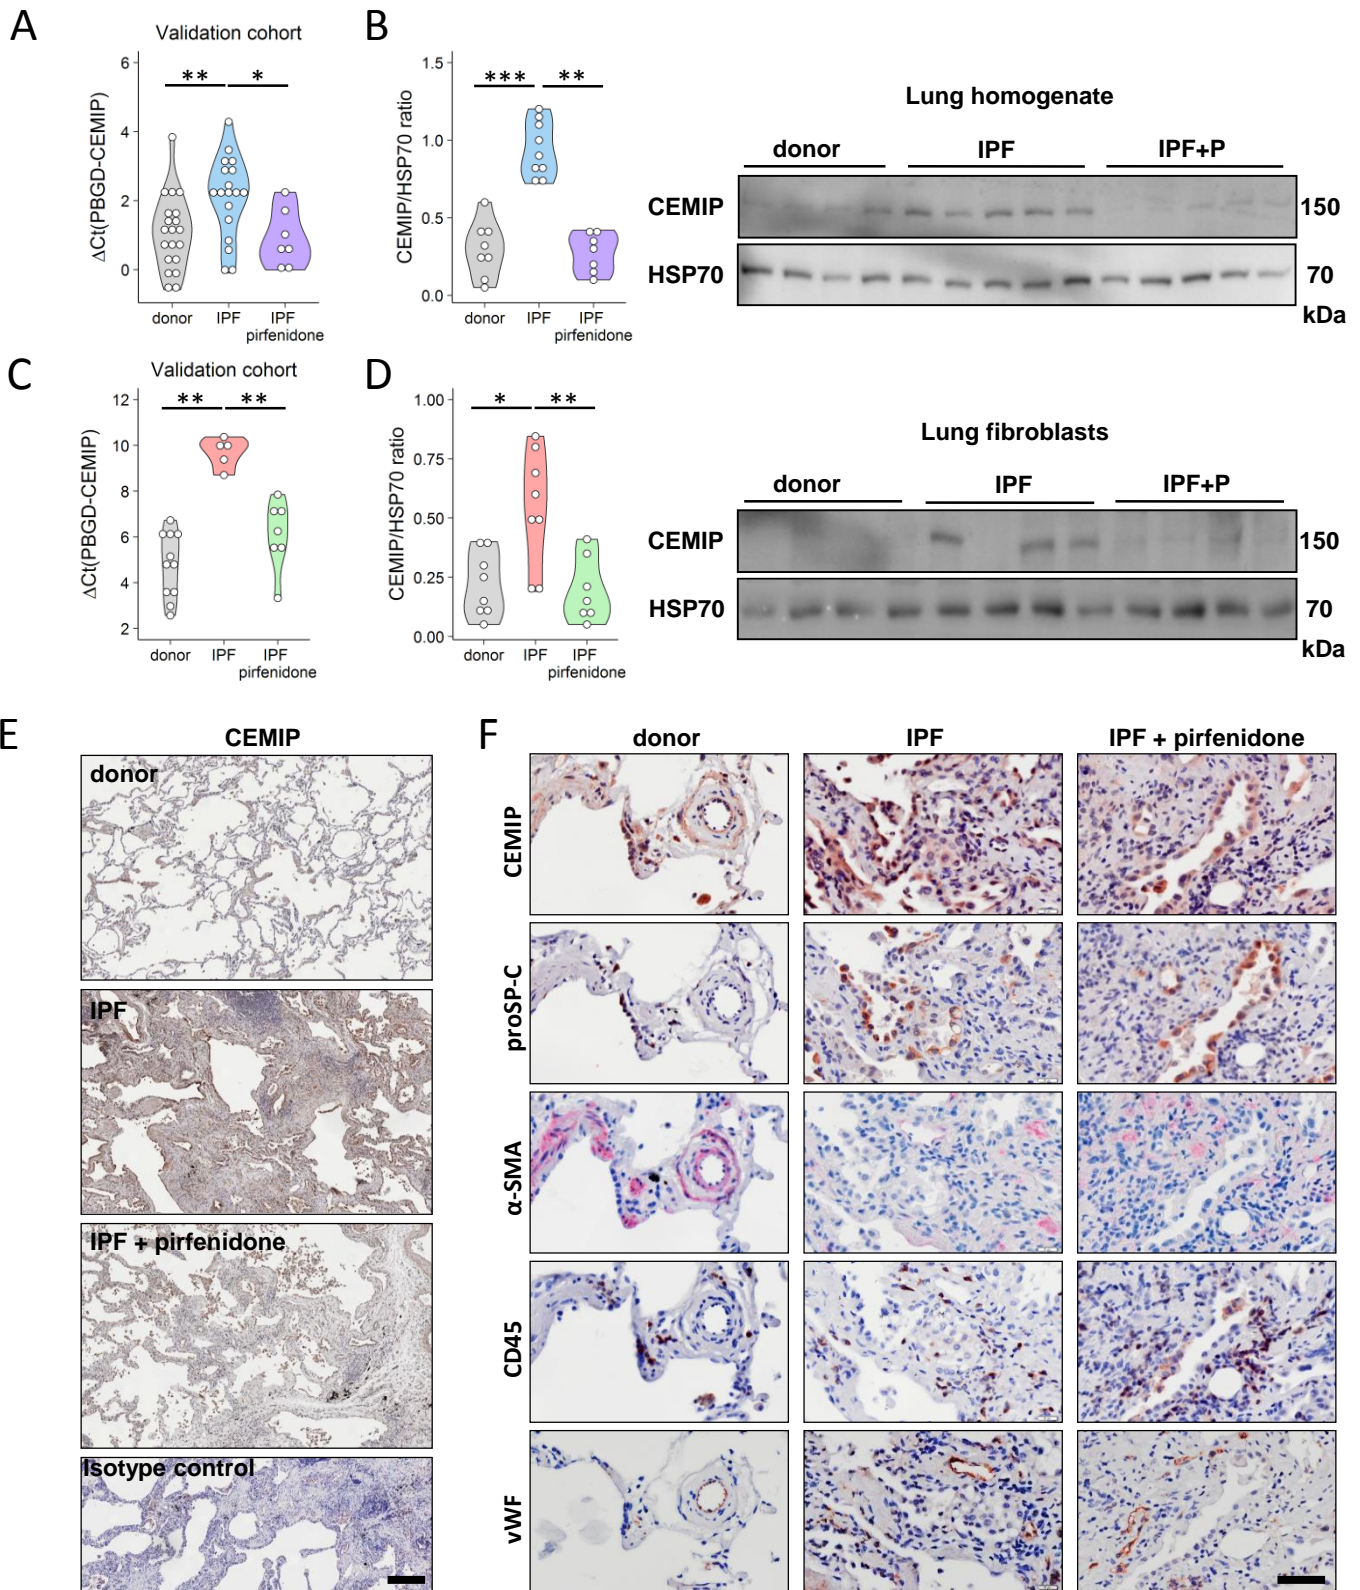 A
Validation cohort
ΔCt(PBGD-CEMIP)
6
4
2
0
** *
donor IPF IPF pirfenidone
B
CEMIP/HSP70 ratio
1.5
1.0
0.5
0.0
*** **
donor IPF IPF pirfenidone
Lung homogenate
donor IPF IPF+P
CEMIP 150
HSP70 70
kDa
C
Validation cohort
ΔCt(PBGD-CEMIP)
12
10
8
6
4
2
** **
donor IPF IPF pirfenidone
D
CEMIP/HSP70 ratio
1.00
0.75
0.50
0.25
0.00
* **
donor IPF IPF pirfenidone
Lung fibroblasts
donor IPF IPF+P
CEMIP 150
HSP70 70
kDa
E
CEMIP
donor
IPF
IPF + pirfenidone
Isotype control
F
donor IPF IPF + pirfenidone
CEMIP
proSP-C
α-SMA
CD45
vWF